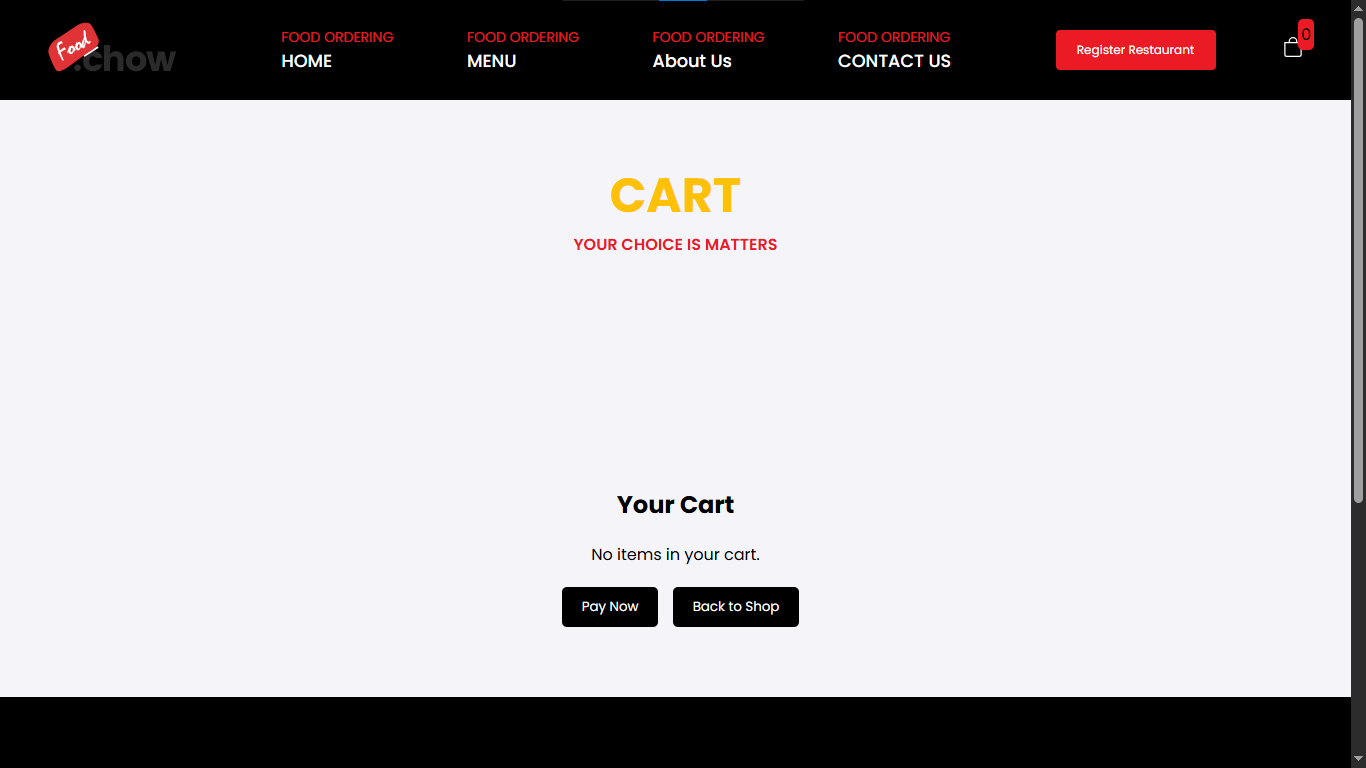 Food
.chow
FOOD ORDERING
HOME
FOOD ORDERING
MENU
FOOD ORDERING
About Us
FOOD ORDERING
CONTACT US
Register Restaurant
0
CART
YOUR CHOICE IS MATTERS
Your Cart
No items in your cart.
Pay Now
Back to Shop